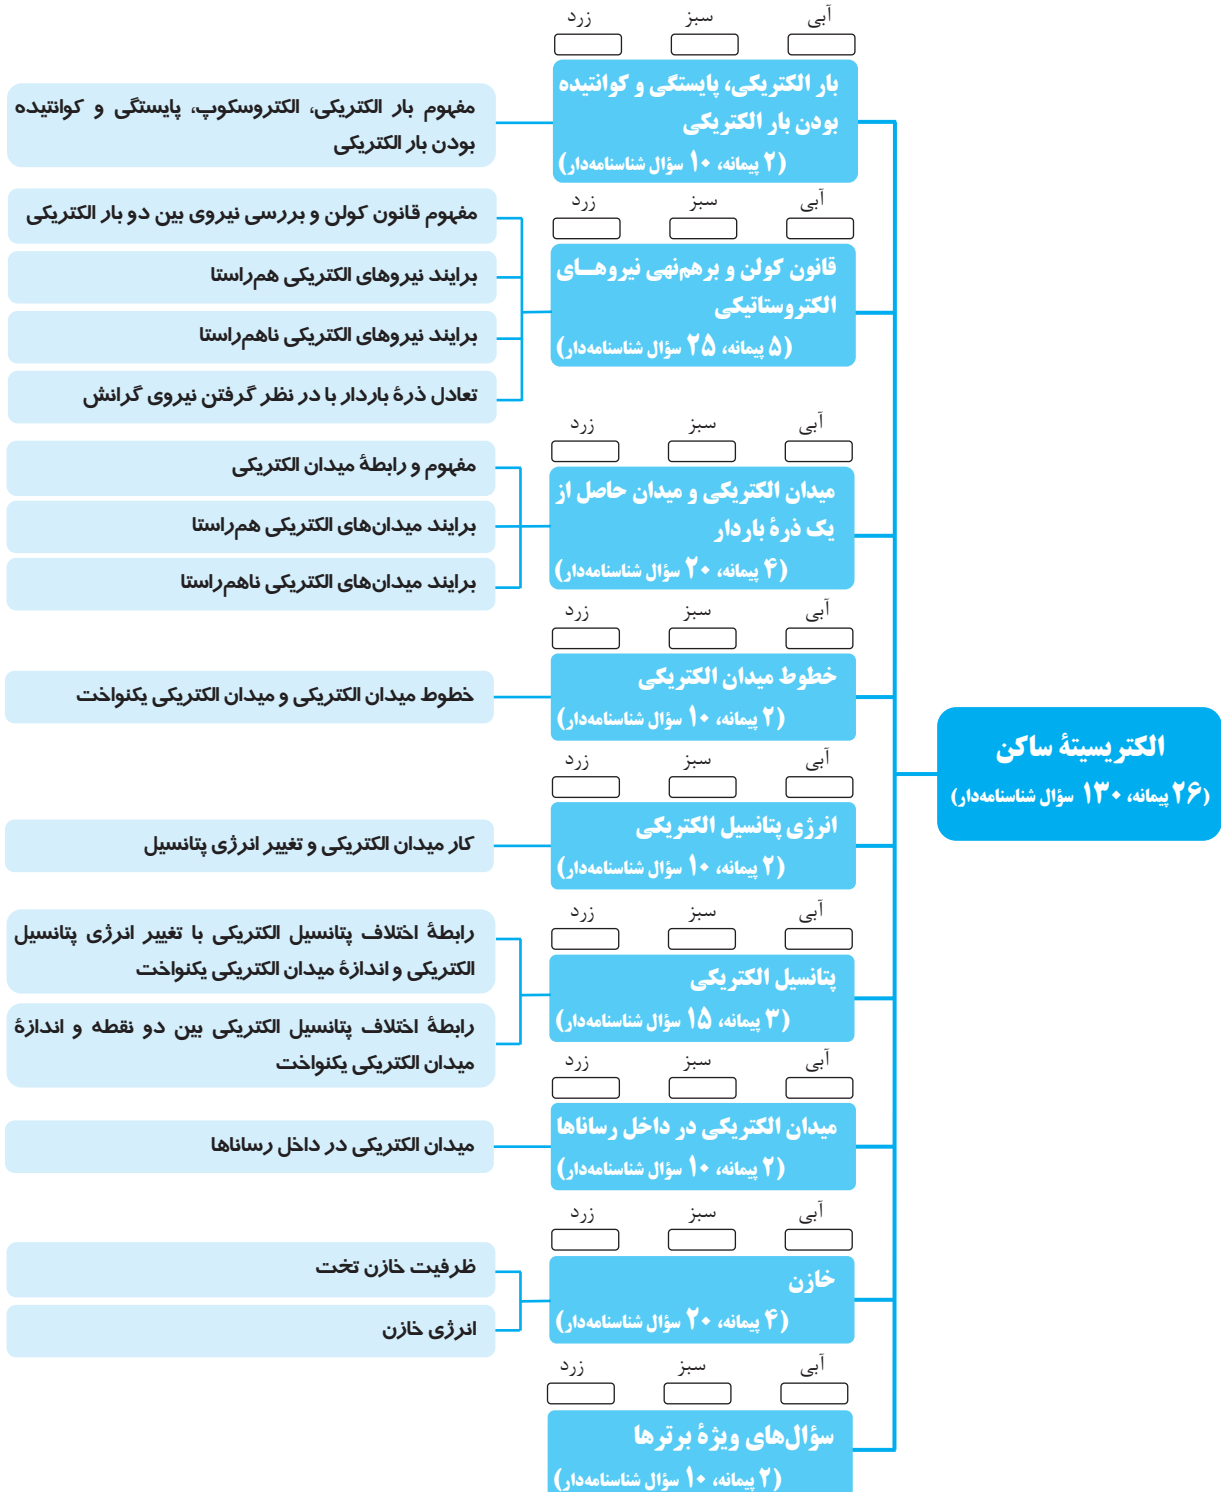 الکتریسیتهٔ ساکن
(۲۶ پیمانه، ۱۳۰ سؤال شناسنامه‌دار)
آبی سبز زرد
بار الکتریکی، پایستگی و کوانتیده
بودن بار الکتریکی
(۲ پیمانه، ۱۰ سؤال شناسنامه‌دار)
مفهوم بار الکتریکی، الکتروسکوپ، پایستگی و کوانتیده
بودن بار الکتریکی
آبی سبز زرد
قانون کولن و برهم‌نهی نیروهــای
الکتروستاتیکی
(۵ پیمانه، ۲۵ سؤال شناسنامه‌دار)
مفهوم قانون کولن و بررسی نیروی بین دو بار الکتریکی
برایند نیروهای الکتریکی هم‌راستا
برایند نیروهای الکتریکی ناهم‌راستا
تعادل ذرهٔ باردار با در نظر گرفتن نیروی گرانش
آبی سبز زرد
میدان الکتریکی و میدان حاصل از
یک ذرهٔ باردار
(۴ پیمانه، ۲۰ سؤال شناسنامه‌دار)
مفهوم و رابطهٔ میدان الکتریکی
برایند میدان‌های الکتریکی هم‌راستا
برایند میدان‌های الکتریکی ناهم‌راستا
آبی سبز زرد
خطوط میدان الکتریکی
(۲ پیمانه، ۱۰ سؤال شناسنامه‌دار)
خطوط میدان الکتریکی و میدان الکتریکی یکنواخت
آبی سبز زرد
انرژی پتانسیل الکتریکی
(۲ پیمانه، ۱۰ سؤال شناسنامه‌دار)
کار میدان الکتریکی و تغییر انرژی پتانسیل
آبی سبز زرد
پتانسیل الکتریکی
(۳ پیمانه، ۱۵ سؤال شناسنامه‌دار)
رابطهٔ اختلاف پتانسیل الکتریکی با تغییر انرژی پتانسیل
الکتریکی و اندازهٔ میدان الکتریکی یکنواخت
رابطهٔ اختلاف پتانسیل الکتریکی بین دو نقطه و اندازهٔ
میدان الکتریکی یکنواخت
آبی سبز زرد
میدان الکتریکی در داخل رساناها
(۲ پیمانه، ۱۰ سؤال شناسنامه‌دار)
میدان الکتریکی در داخل رساناها
آبی سبز زرد
خازن
(۴ پیمانه، ۲۰ سؤال شناسنامه‌دار)
ظرفیت خازن تخت
انرژی خازن
آبی سبز زرد
سؤال‌های ویژهٔ برترها
(۲ پیمانه، ۱۰ سؤال شناسنامه‌دار)